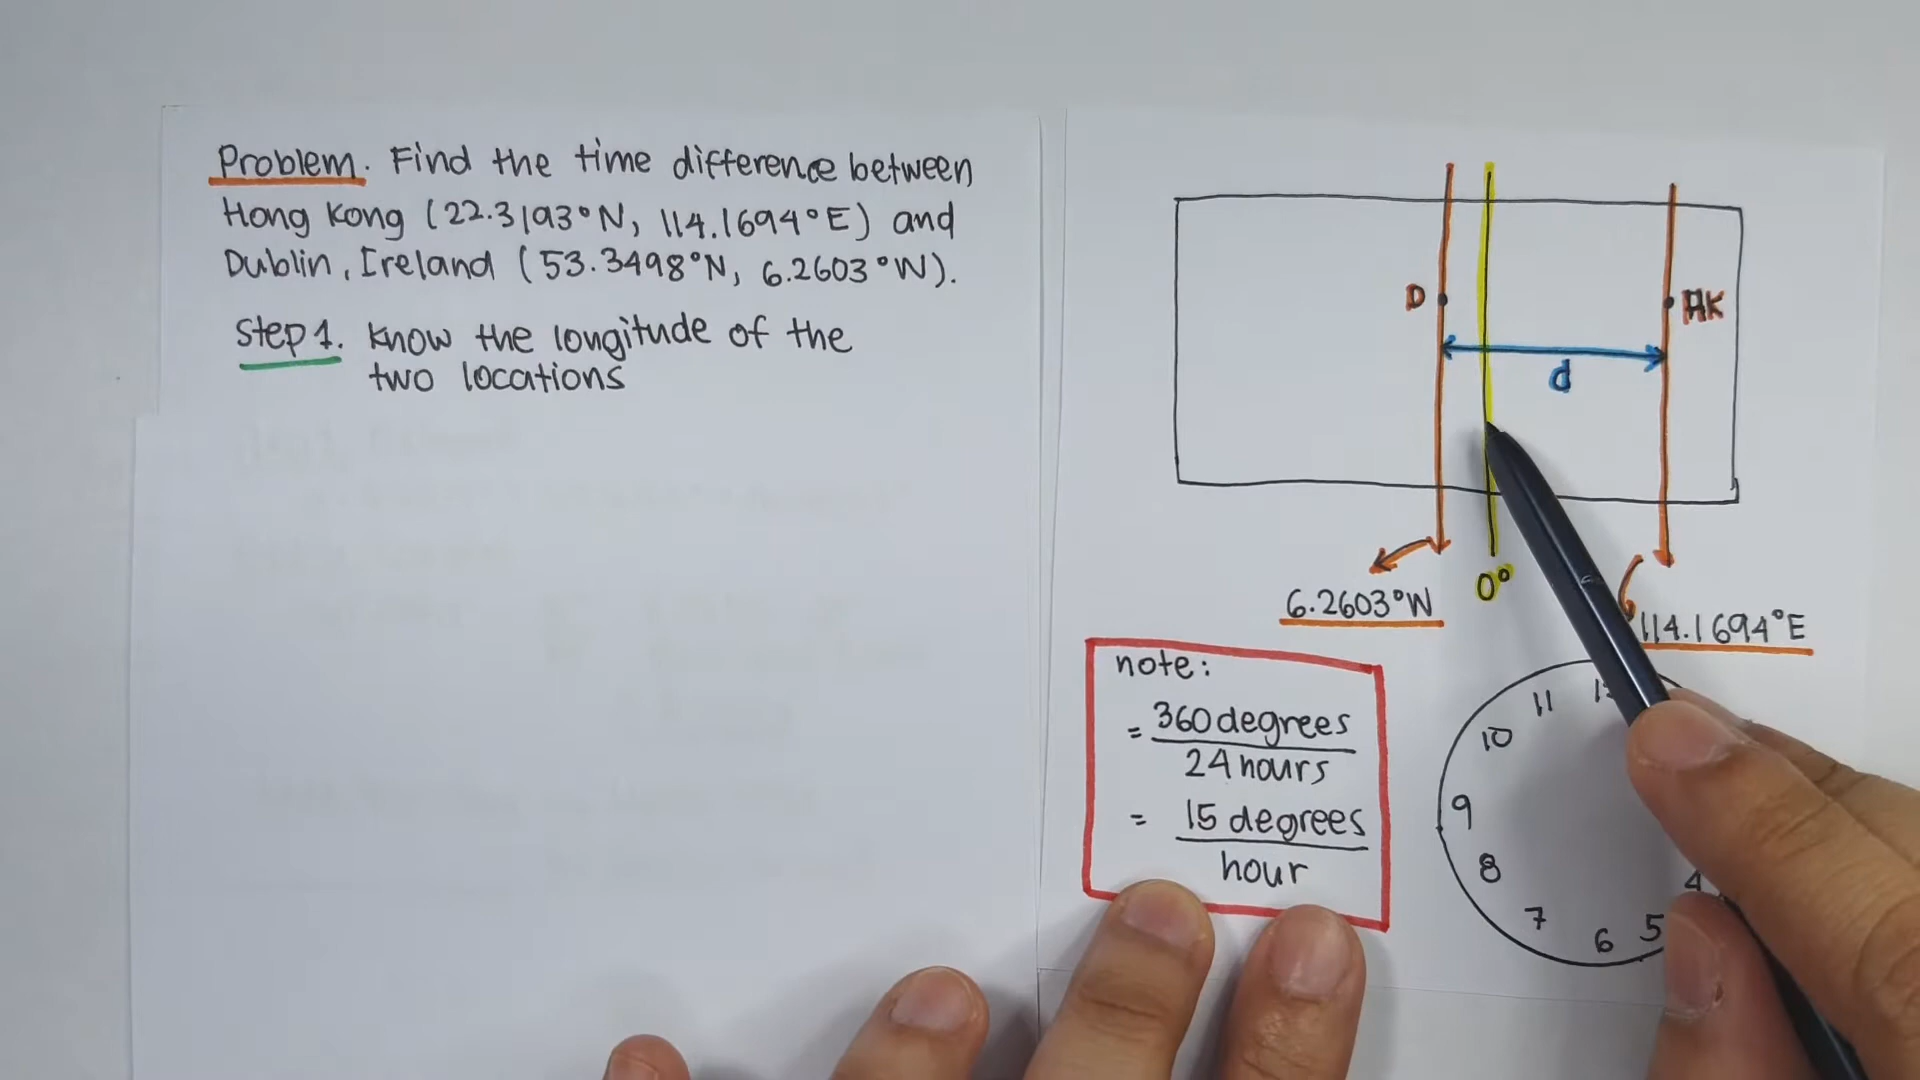 Problem. Find the time difference between
Hong Kong (22.3193°N, 114.1694°E) and
Dublin, Ireland (53.3498°N, 6.2603°W).
Step 1. Know the longitude of the
two locations
D
HK
d
0°
6.2603°W
114.1694°E
note:
= 360 degrees
24 hours
= 15 degrees
hour
11
10
9
8
7
6
5
4